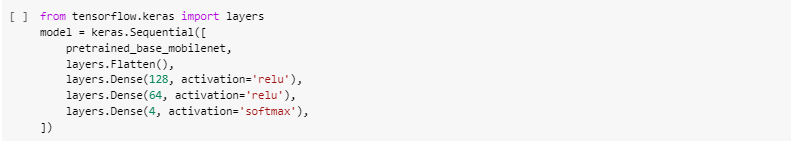 [ ] from tensorflow.keras import layers
model = keras.Sequential([
    pretrained_base_mobilenet,
    layers.Flatten(),
    layers.Dense(128, activation='relu'),
    layers.Dense(64, activation='relu'),
    layers.Dense(4, activation='softmax'),
])